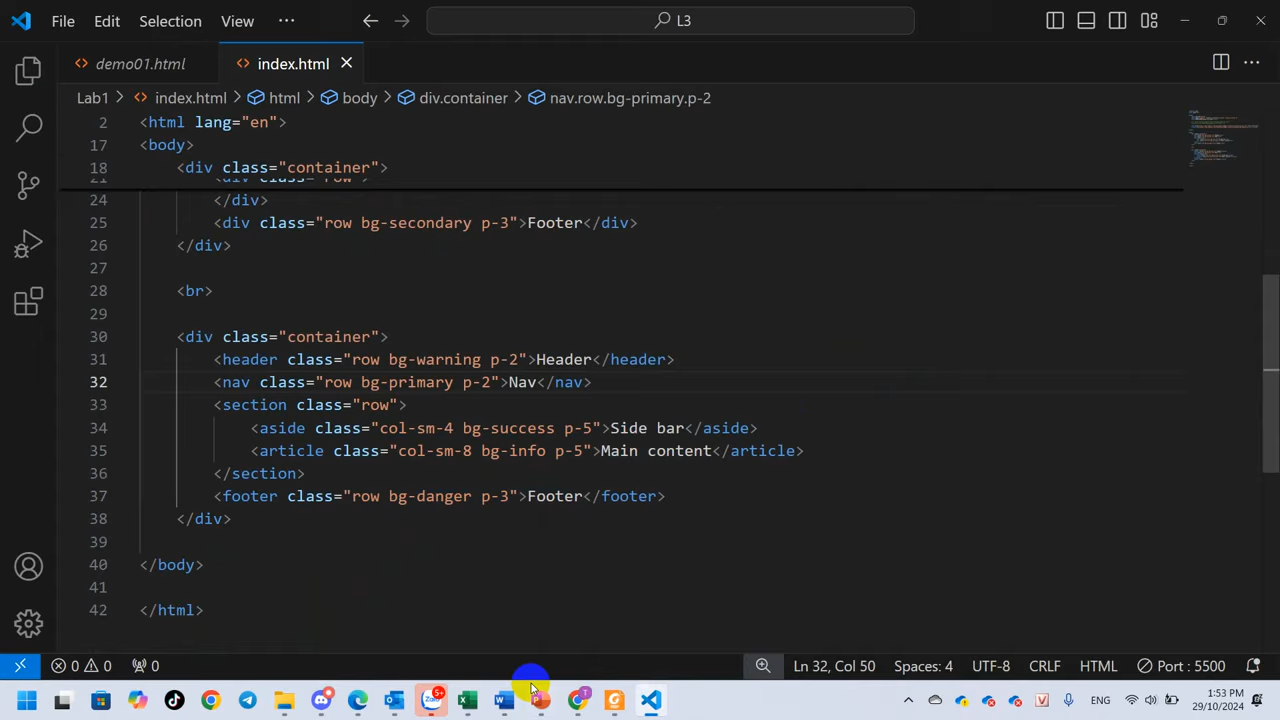 File Edit Selection View ··· L3
demo01.html index.html
Lab1 > index.html > html > body > div.container > nav.row.bg-primary.p-2
2 <html lang="en">
17 <body>
18 <div class="container">
24 </div>
25 <div class="row bg-secondary p-3">Footer</div>
26 </div>
27
28 <br>
29
30 <div class="container">
31 <header class="row bg-warning p-2">Header</header>
32 <nav class="row bg-primary p-2">Nav</nav>
33 <section class="row">
34 <aside class="col-sm-4 bg-success p-5">Side bar</aside>
35 <article class="col-sm-8 bg-info p-5">Main content</article>
36 </section>
37 <footer class="row bg-danger p-3">Footer</footer>
38 </div>
39
40 </body>
41
42 </html>
0 0 0 Ln 32, Col 50 Spaces: 4 UTF-8 CRLF HTML Port : 5500
Zalo 5+ T ENG 1:53 PM
29/10/2024